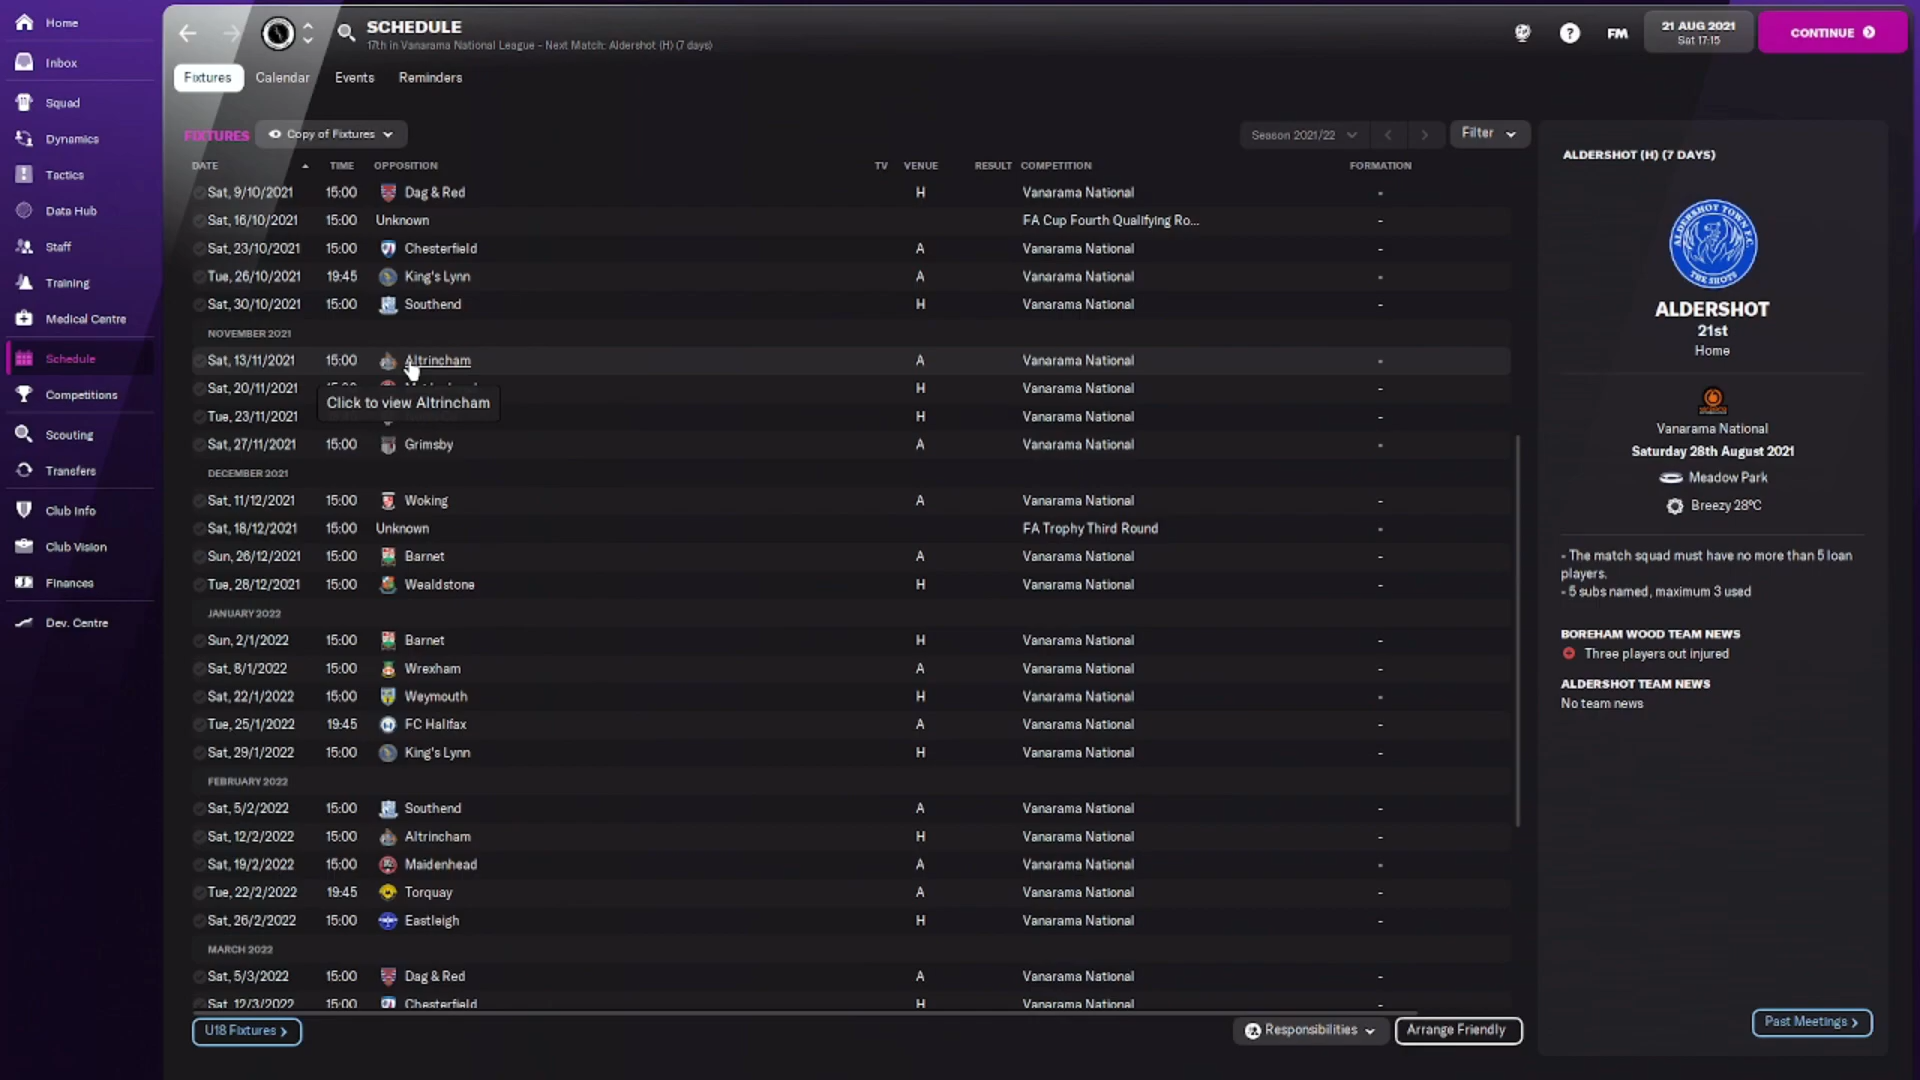 Home
Inbox
Squad
Dynamics
Tactics
Data Hub
Staff
Training
Medical Centre
Schedule
Competitions
Scouting
Transfers
Club Info
Club Vision
Finances
Dev. Centre
SCHEDULE
17th in Vanarama National League - Next Match: Aldershot (H) (7 days)
FM
21 AUG 2021
Sat 17:15
CONTINUE
Fixtures Calendar Events Reminders
FIXTURES Copy of Fixtures Season 2021/22 Filter
DATE TIME OPPOSITION TV VENUE RESULT COMPETITION FORMATION
Sat, 9/10/2021 15:00 Dag & Red H Vanarama National -
Sat, 16/10/2021 15:00 Unknown FA Cup Fourth Qualifying Ro... -
Sat, 23/10/2021 15:00 Chesterfield A Vanarama National -
Tue, 26/10/2021 19:45 King's Lynn A Vanarama National -
Sat, 30/10/2021 15:00 Southend H Vanarama National -
NOVEMBER 2021
Sat, 13/11/2021 15:00 Altrincham A Vanarama National -
Sat, 20/11/2021 H Vanarama National -
Click to view Altrincham
Tue, 23/11/2021 H Vanarama National -
Sat, 27/11/2021 15:00 Grimsby A Vanarama National -
DECEMBER 2021
Sat, 11/12/2021 15:00 Woking A Vanarama National -
Sat, 18/12/2021 15:00 Unknown FA Trophy Third Round -
Sun, 26/12/2021 15:00 Barnet A Vanarama National -
Tue, 28/12/2021 15:00 Wealdstone H Vanarama National -
JANUARY 2022
Sun, 2/1/2022 15:00 Barnet H Vanarama National -
Sat, 8/1/2022 15:00 Wrexham A Vanarama National -
Sat, 22/1/2022 15:00 Weymouth H Vanarama National -
Tue, 25/1/2022 19:45 FC Halifax A Vanarama National -
Sat, 29/1/2022 15:00 King's Lynn H Vanarama National -
FEBRUARY 2022
Sat, 5/2/2022 15:00 Southend A Vanarama National -
Sat, 12/2/2022 15:00 Altrincham H Vanarama National -
Sat, 19/2/2022 15:00 Maidenhead A Vanarama National -
Tue, 22/2/2022 19:45 Torquay A Vanarama National -
Sat, 26/2/2022 15:00 Eastleigh H Vanarama National -
MARCH 2022
Sat, 5/3/2022 15:00 Dag & Red A Vanarama National -
Sat, 12/3/2022 15:00 Chesterfield H Vanarama National -
U18 Fixtures
Responsibilities
Arrange Friendly
ALDERSHOT (H) (7 DAYS)
ALDERSHOT TOWN F.C.
THE SHOTS
ALDERSHOT
21st
Home
Vanarama National
Saturday 28th August 2021
Meadow Park
Breezy 28°C
- The match squad must have no more than 5 loan
players.
- 5 subs named, maximum 3 used
BOREHAM WOOD TEAM NEWS
Three players out injured
ALDERSHOT TEAM NEWS
No team news
Past Meetings